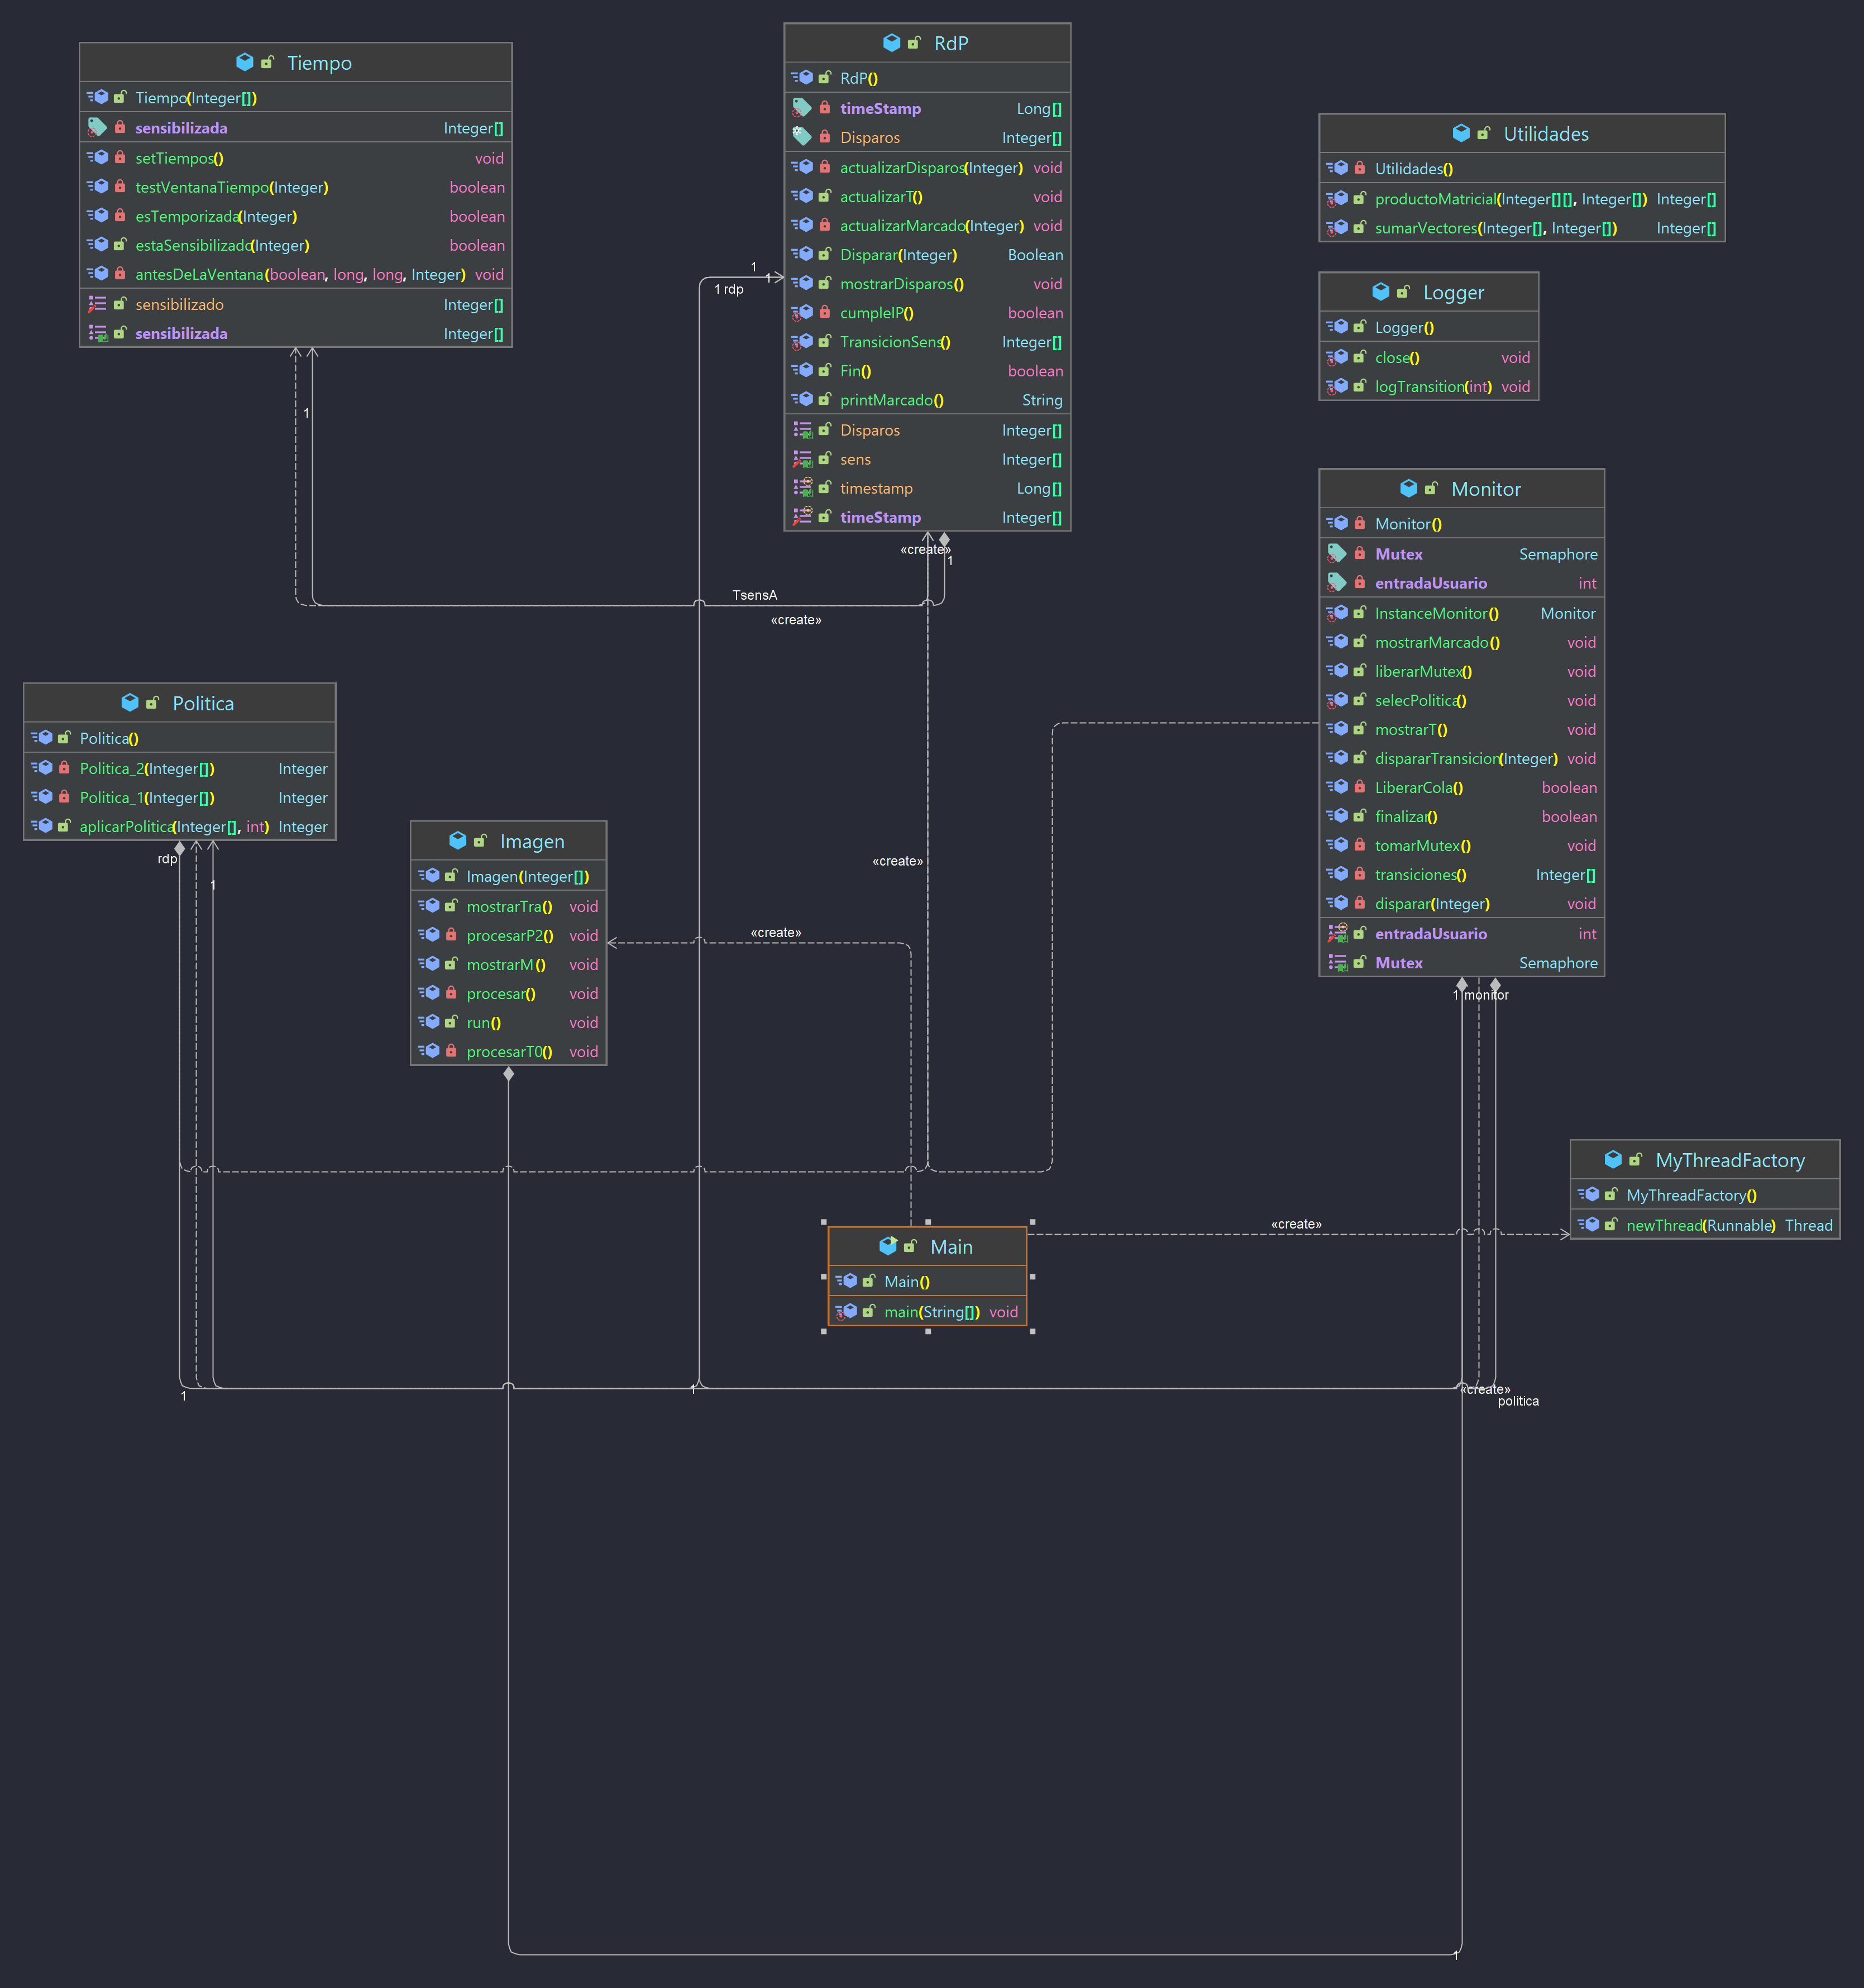 Tiempo
Tiempo(Integer[])
sensibilizada Integer[]
setTiempos() void
testVentanaTiempo(Integer) boolean
esTemporizada(Integer) boolean
estaSensibilizado(Integer) boolean
antesDeLaVentana(boolean, long, long, Integer) void
sensibilizado Integer[]
sensibilizada Integer[]
1
RdP
RdP()
timeStamp Long[]
Disparos Integer[]
actualizarDisparos(Integer) void
actualizarT() void
actualizarMarcado(Integer) void
Disparar(Integer) Boolean
mostrarDisparos() void
cumpleIP() boolean
TransicionSens() Integer[]
Fin() boolean
printMarcado() String
Disparos Integer[]
sens Integer[]
timestamp Long[]
timeStamp Integer[]
1
1
1 rdp
«create»
1
TsensA
«create»
Utilidades
Utilidades()
productoMatricial(Integer[][], Integer[]) Integer[]
sumarVectores(Integer[], Integer[]) Integer[]
Logger
Logger()
close() void
logTransition(int) void
Monitor
Monitor()
Mutex Semaphore
entradaUsuario int
InstanceMonitor() Monitor
mostrarMarcado() void
liberarMutex() void
selecPolitica() void
mostrarT() void
dispararTransicion(Integer) void
LiberarCola() boolean
finalizar() boolean
tomarMutex() void
transiciones() Integer[]
disparar(Integer) void
entradaUsuario int
Mutex Semaphore
1 monitor
Politica
Politica()
Politica_2(Integer[]) Integer
Politica_1(Integer[]) Integer
aplicarPolitica(Integer[], int) Integer
rdp
1
Imagen
Imagen(Integer[])
mostrarTra() void
procesarP2() void
mostrarM() void
procesar() void
run() void
procesarT0() void
«create»
«create»
MyThreadFactory
MyThreadFactory()
newThread(Runnable) Thread
«create»
Main
Main()
main(String[]) void
1
1
«create»
politica
1